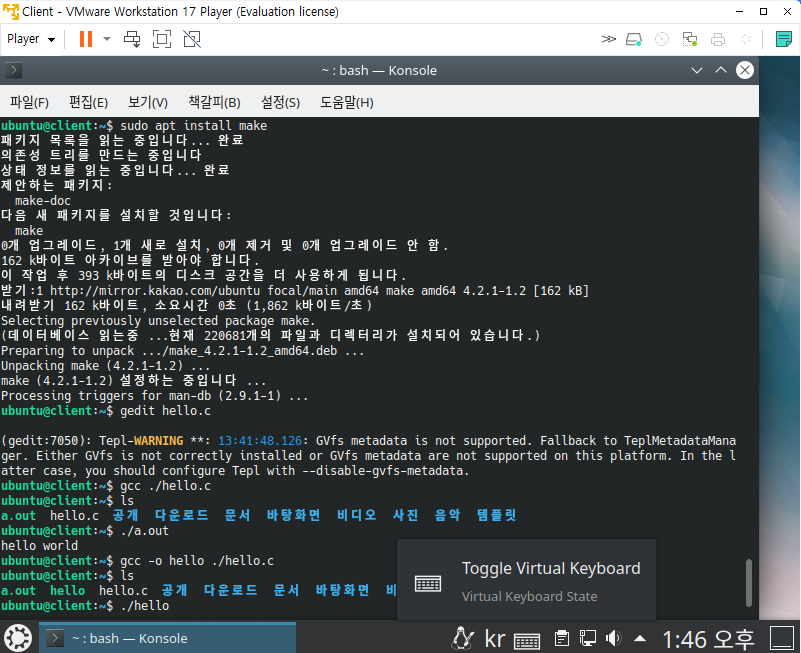 Client - VMware Workstation 17 Player (Evaluation license)
Player
~ : bash — Konsole
파일(F) 편집(E) 보기(V) 책갈피(B) 설정(S) 도움말(H)
ubuntu@client:~$ sudo apt install make
패키지 목록을 읽는 중입니다... 완료
의존성 트리를 만드는 중입니다
상태 정보를 읽는 중입니다... 완료
제안하는 패키지:
make-doc
다음 새 패키지를 설치할 것입니다:
make
0개 업그레이드, 1개 새로 설치, 0개 제거 및 0개 업그레이드 안 함.
162 k바이트 아카이브를 받아야 합니다.
이 작업 후 393 k바이트의 디스크 공간을 더 사용하게 됩니다.
받기:1 http://mirror.kakao.com/ubuntu focal/main amd64 make amd64 4.2.1-1.2 [162 kB]
내려받기 162 k바이트, 소요시간 0초 (1,862 k바이트/초)
Selecting previously unselected package make.
(데이터베이스 읽는중 ...현재 220681개의 파일과 디렉터리가 설치되어 있습니다.)
Preparing to unpack .../make_4.2.1-1.2_amd64.deb ...
Unpacking make (4.2.1-1.2) ...
make (4.2.1-1.2) 설정하는 중입니다 ...
Processing triggers for man-db (2.9.1-1) ...
ubuntu@client:~$ gedit hello.c
(gedit:7050): Tepl-WARNING **: 13:41:48.126: GVfs metadata is not supported. Fallback to TeplMetadataMana
ger. Either GVfs is not correctly installed or GVfs metadata are not supported on this platform. In the l
atter case, you should configure Tepl with --disable-gvfs-metadata.
ubuntu@client:~$ gcc ./hello.c
ubuntu@client:~$ ls
a.out hello.c 공개 다운로드 문서 바탕화면 비디오 사진 음악 템플릿
ubuntu@client:~$ ./a.out
hello world
ubuntu@client:~$ gcc -o hello ./hello.c
ubuntu@client:~$ ls
a.out hello hello.c 공개 다운로드 문서 바탕화면 비
ubuntu@client:~$ ./hello
Toggle Virtual Keyboard
Virtual Keyboard State
~ : bash — Konsole
kr
1:46 오후